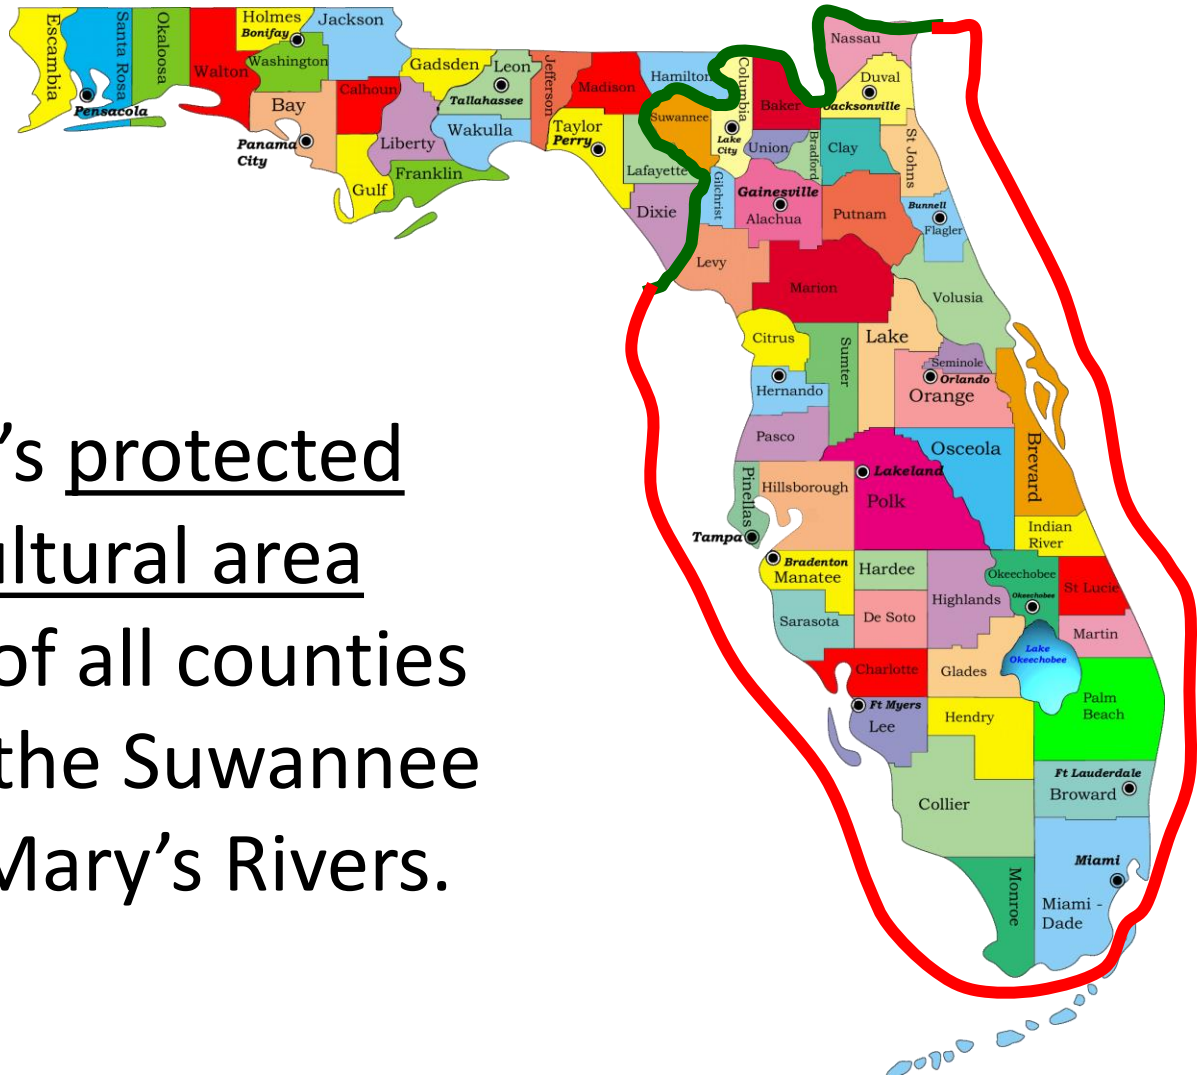 Escambia
Santa Rosa
Okaloosa
Walton
Holmes
Bonifay
Washington
Jackson
Pensacola
Bay
Panama
City
Calhoun
Gulf
Liberty
Gadsden
Franklin
Leon
Tallahassee
Wakulla
Jefferson
Madison
Taylor
Perry
Hamilton
Suwannee
Lafayette
Dixie
Columbia
Lake
City
Baker
Nassau
Duval
Jacksonville
Union
Bradford
Clay
St Johns
Gilchrist
Gainesville
Alachua
Putnam
Bunnell
Flagler
Levy
Marion
Volusia
Citrus
Sumter
Lake
Seminole
Orlando
Orange
Hernando
Pasco
Osceola
Brevard
Pinellas
Hillsborough
Lakeland
Polk
Tampa
Indian
River
Bradenton
Manatee
Hardee
Highlands
Okeechobee
Okeechobee
St Lucie
Sarasota
De Soto
Martin
Lake
Okeechobee
Charlotte
Glades
Palm
Beach
Ft Myers
Lee
Hendry
Ft Lauderdale
Broward
Collier
Miami
Monroe
Miami -
Dade
’s protected
ultural area
of all counties
the Suwannee
Mary’s Rivers.